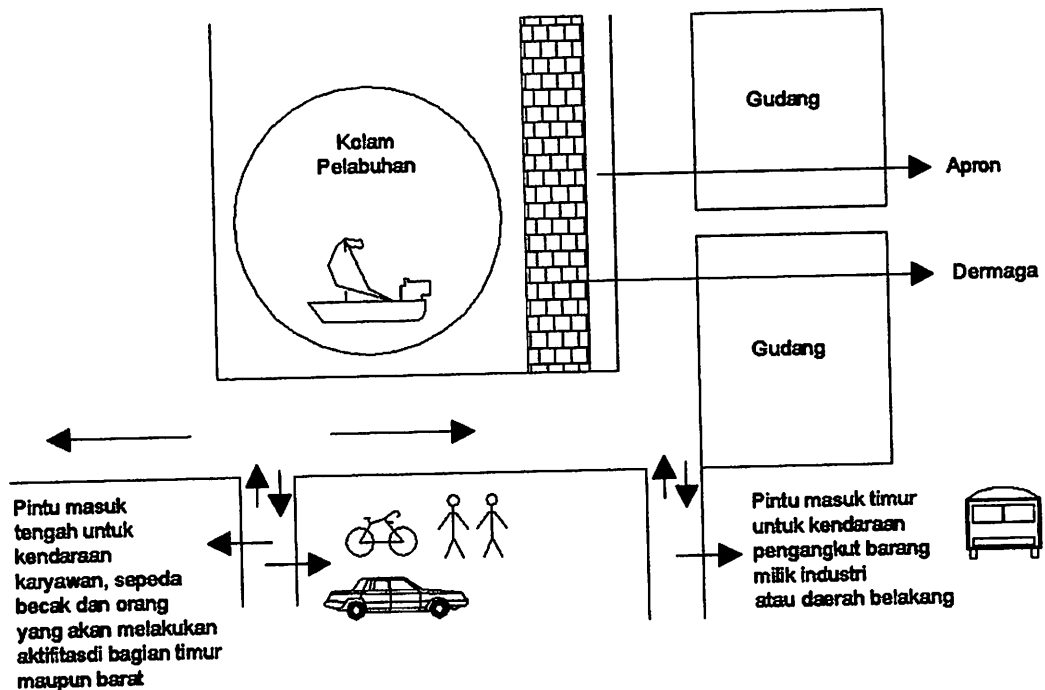 Gudang
Kolam
Pelabuhan
Apron
Dermaga
Gudang
Pintu masuk
tengah untuk
kendaraan
karyawan, sepeda
becak dan orang
yang akan melakukan
aktifitasdi bagian timur
maupun barat
Pintu masuk timur
untuk kendaraan
pengangkut barang
milik industri
atau daerah belakang